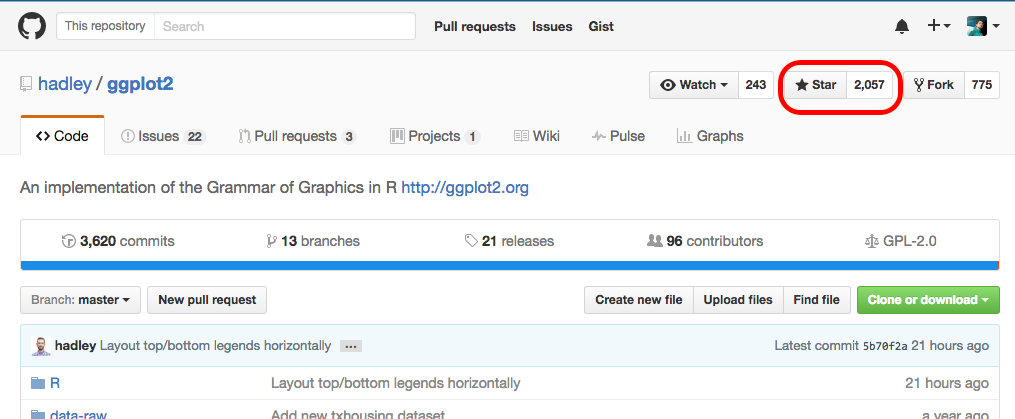 This repository Search Pull requests Issues Gist
hadley / ggplot2 Watch 243 Star 2,057 Fork 775
Code Issues 22 Pull requests 3 Projects 1 Wiki Pulse Graphs
An implementation of the Grammar of Graphics in R http://ggplot2.org
3,620 commits 13 branches 21 releases 96 contributors GPL-2.0
Branch: master New pull request Create new file Upload files Find file Clone or download
hadley Layout top/bottom legends horizontally ... Latest commit 5b70f2a 21 hours ago
R Layout top/bottom legends horizontally 21 hours ago
data-raw Add new txhousing dataset a year ago